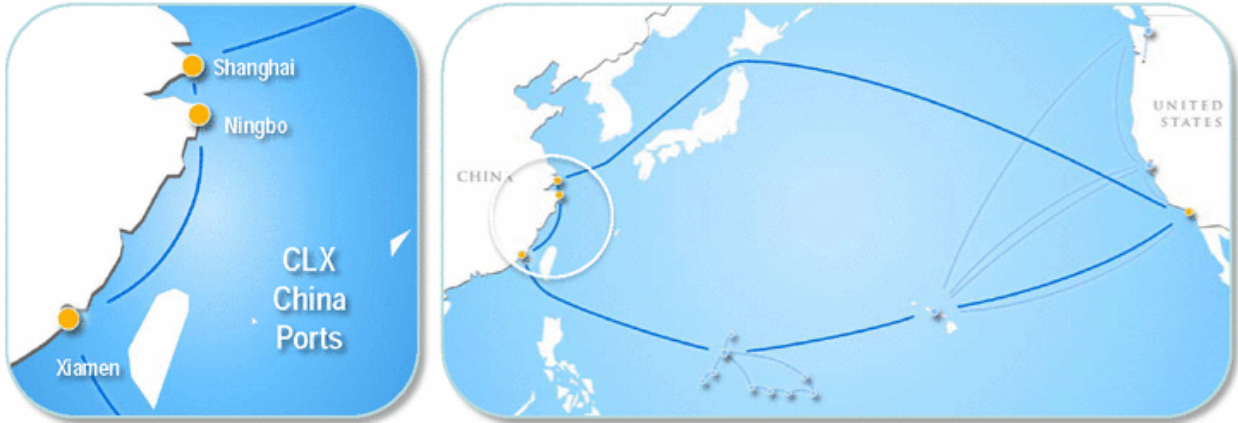 Shanghai
Ningbo
CLX
China
Ports
Xiamen
CHINA
UNITED
STATES